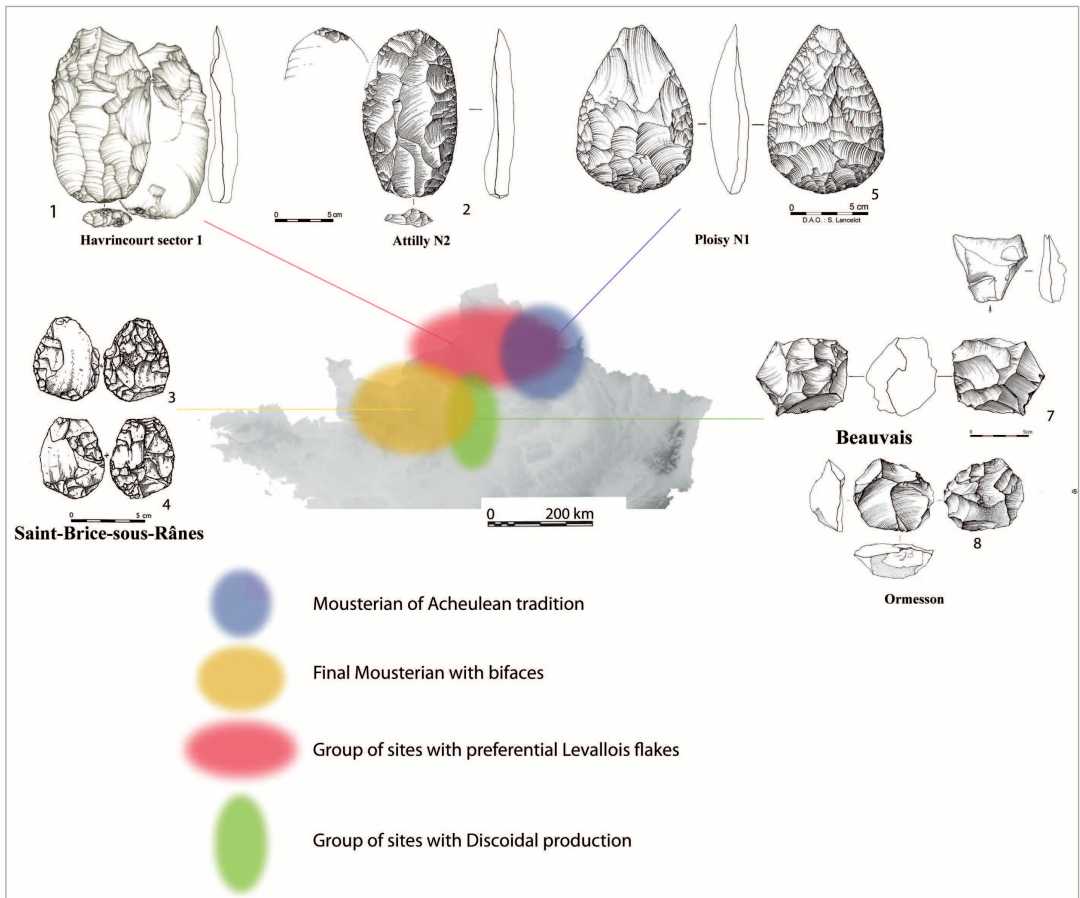 1
5 cm
2
5
5 cm
D.A.O. : S. Lancelot
Havrincourt sector 1
Attilly N2
Ploisy N1
3
4
0 5 cm
Saint-Brice-sous-Rânes
7
Beauvais
0 5cm
0 200 km
8
Ormesson
Mousterian of Acheulean tradition
Final Mousterian with bifaces
Group of sites with preferential Levallois flakes
Group of sites with Discoidal production